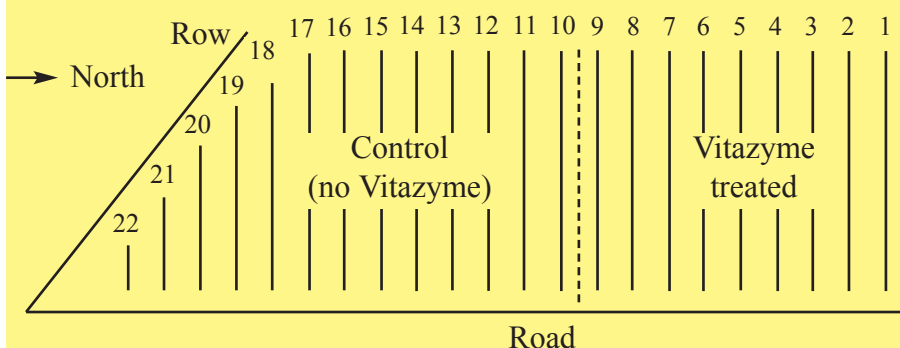 Row 18 17 16 15 14 13 12 11 10 9 8 7 6 5 4 3 2 1
North
19
20
21
22
Control
(no Vitazyme)
Vitazyme
treated
Road